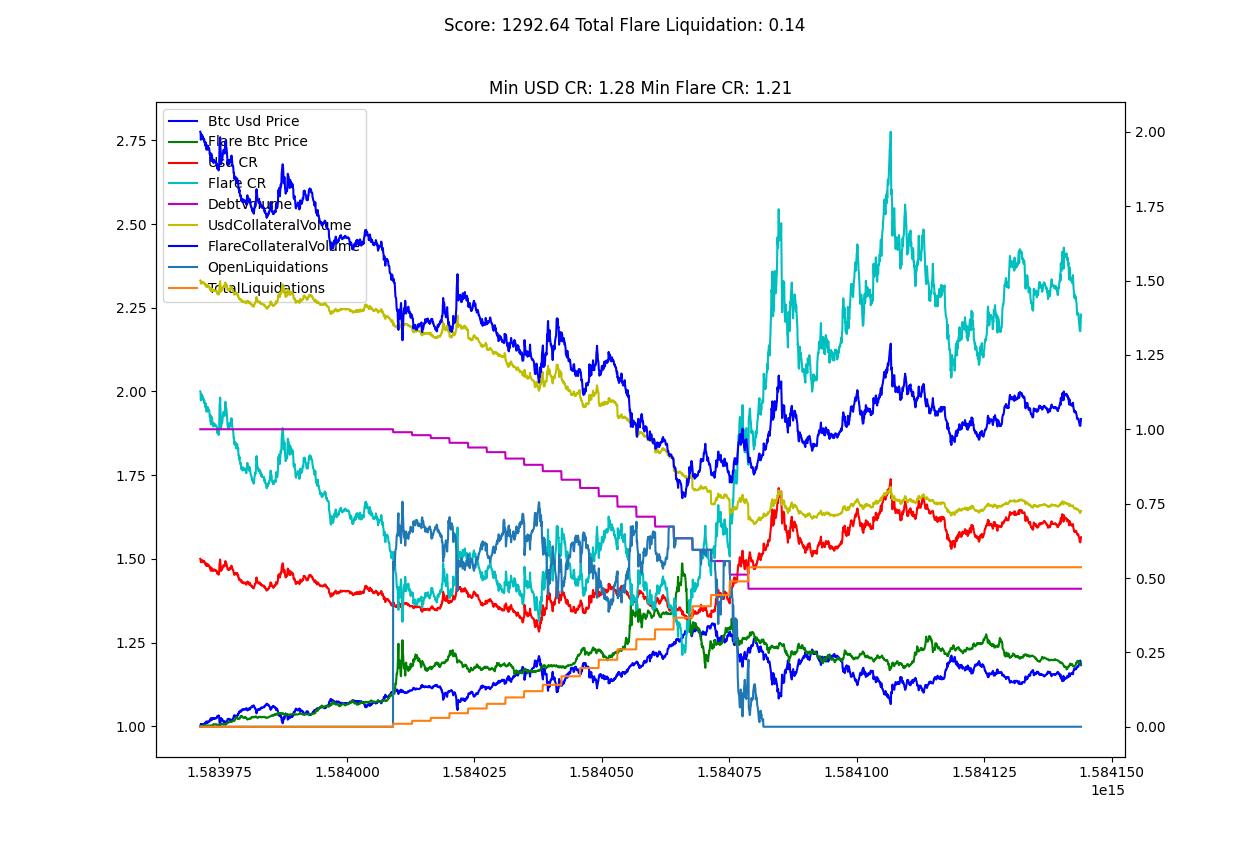 Score: 1292.64 Total Flare Liquidation: 0.14
Min USD CR: 1.28 Min Flare CR: 1.21
Btc Usd Price
Flare Btc Price
Usd CR
Flare CR
DebtVolume
UsdCollateralVolume
FlareCollateralVolume
OpenLiquidations
TotalLiquidations
2.75
2.50
2.25
2.00
1.75
1.50
1.25
1.00
2.00
1.75
1.50
1.25
1.00
0.75
0.50
0.25
0.00
1.583975 1.584000 1.584025 1.584050 1.584075 1.584100 1.584125 1.584150
1e15